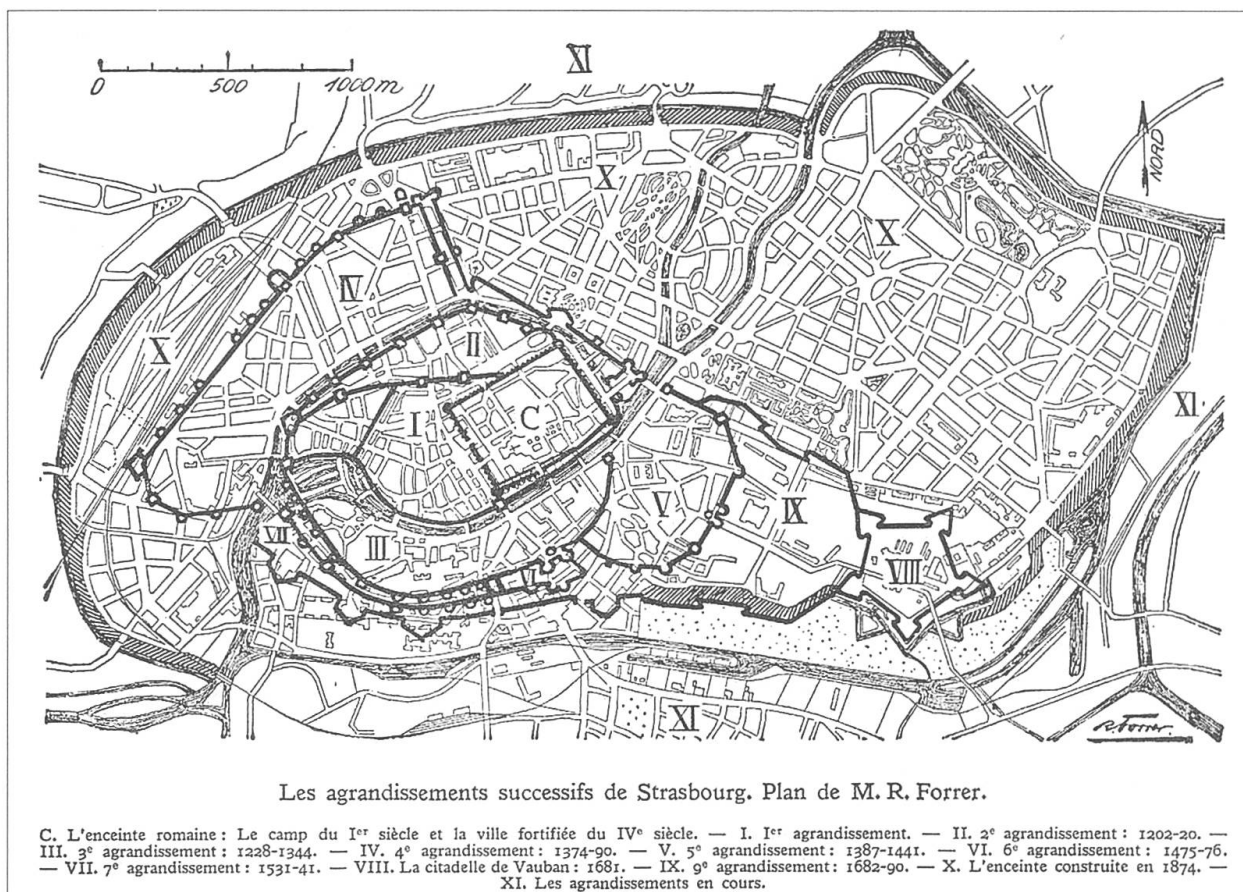 XI
0 500 1000 m
NORD
X
X
IV
X
II
XI.
I
C
V
IX
VII
III
VI
VIII
XI
R. Forrer.
Les agrandissements successifs de Strasbourg. Plan de M. R. Forrer.
C. L'enceinte romaine : Le camp du Ier siècle et la ville fortifiée du IVe siècle. — I. Ier agrandissement. — II. 2e agrandissement : 1202-20. —
III. 3e agrandissement : 1228-1344. — IV. 4e agrandissement : 1374-90. — V. 5e agrandissement : 1387-1441. — VI. 6e agrandissement : 1475-76.
— VII. 7e agrandissement : 1531-41. — VIII. La citadelle de Vauban : 1681. — IX. 9e agrandissement : 1682-90. — X. L'enceinte construite en 1874. —
XI. Les agrandissements en cours.